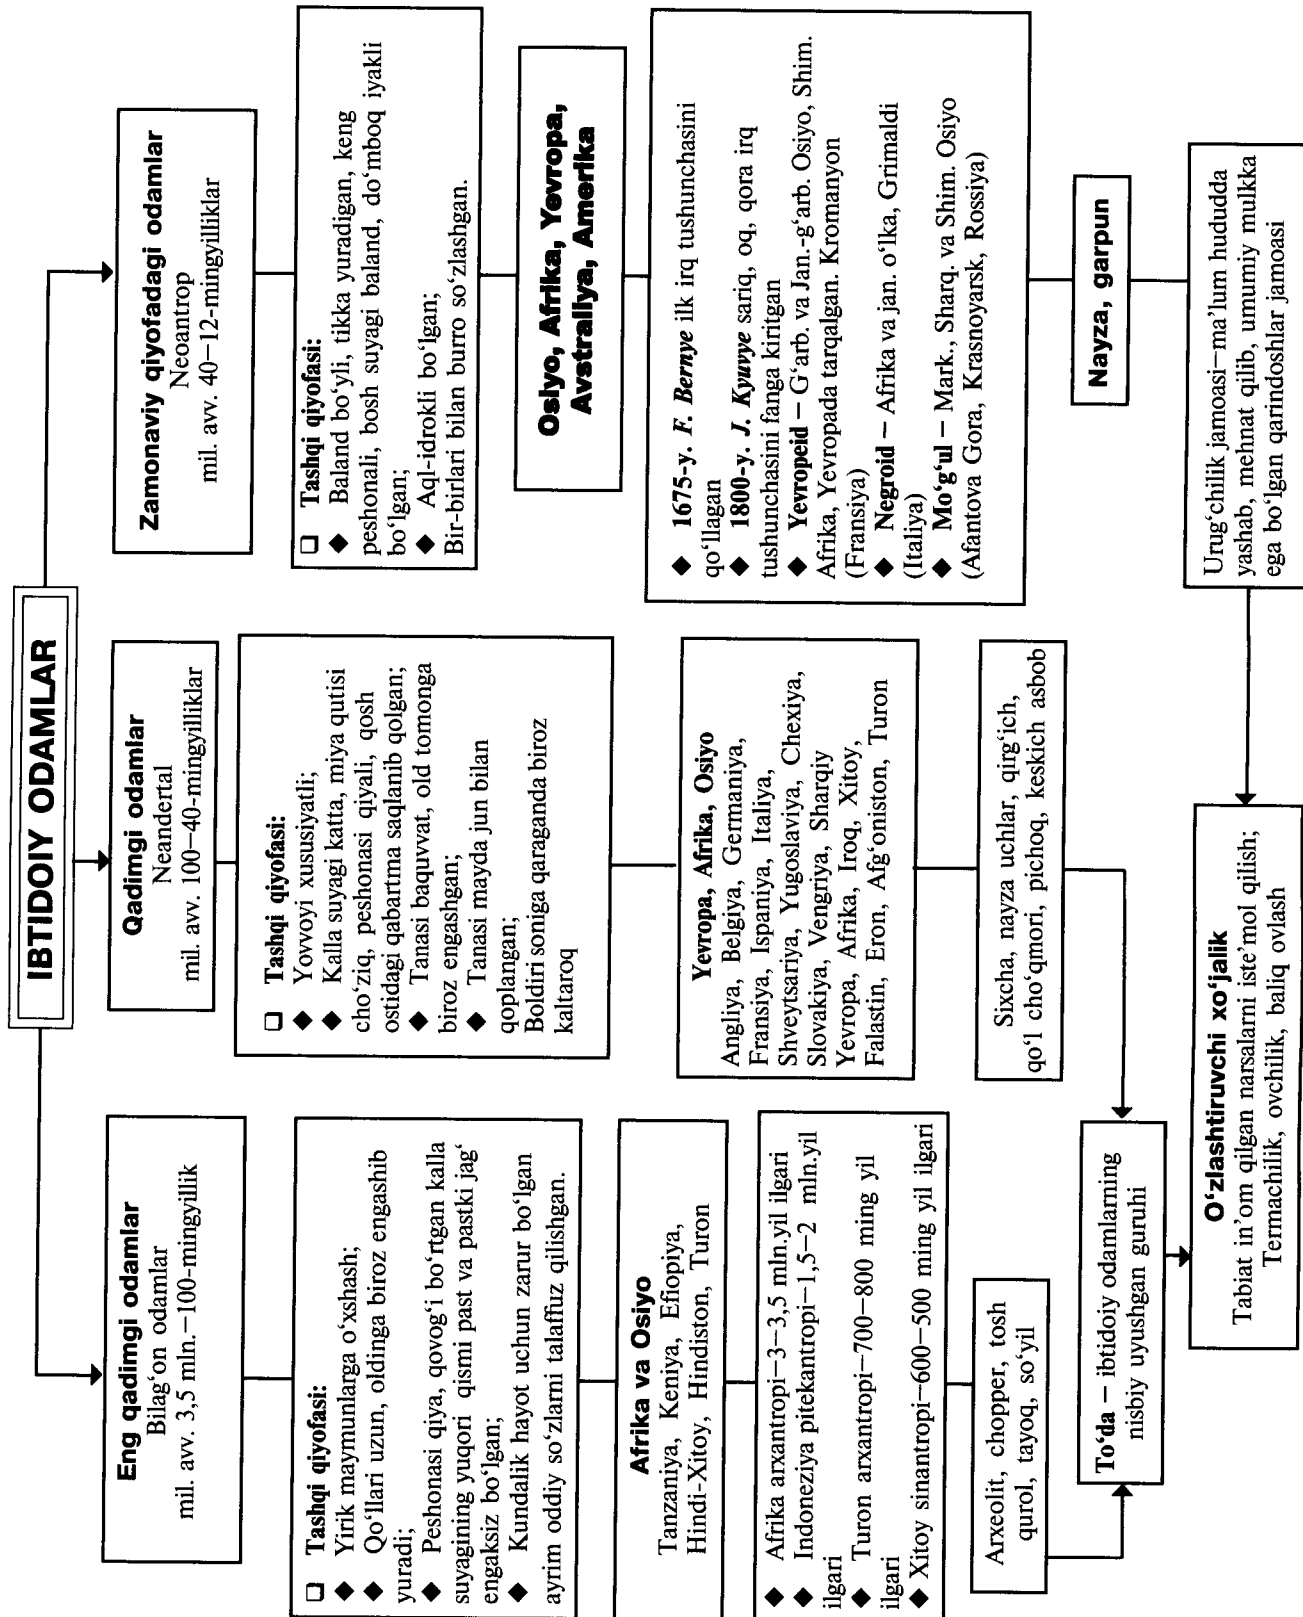 IBTIDOIY ODAMLAR
Eng qadimgi odamlar
Bilag‘on odamlar
mil. avv. 3,5 mln.–100-mingyillik
❑ Tashqi qiyofasi:
◆ Yirik maymunlarga o‘xshash;
◆ Qo‘llari uzun, oldinga biroz engashib
yuradi;
◆ Peshonasi qiya, qovog‘i bo‘rtgan kalla
suyagining yuqori qismi past va pastki jag‘
engaksiz bo‘lgan;
◆ Kundalik hayot uchun zarur bo‘lgan
ayrim oddiy so‘zlarni talaffuz qilishgan.
Afrika va Osiyo
Tanzaniya, Keniya, Efiopiya,
Hindi-Xitoy, Hindiston, Turon
◆ Afrika arxantropi–3–3,5 mln.yil ilgari
◆ Indoneziya pitekantropi–1,5–2 mln.yil
ilgari
◆ Turon arxantropi–700–800 ming yil
ilgari
◆ Xitoy sinantropi–600–500 ming yil ilgari
Arxeolit, chopper, tosh
qurol, tayoq, so‘yil
To‘da – ibtidoiy odamlarning
nisbiy uyushgan guruhi
Qadimgi odamlar
Neandertal
mil. avv. 100–40-mingyilliklar
❑ Tashqi qiyofasi:
◆ Yovvoyi xususiyatli;
◆ Kalla suyagi katta, miya qutisi
cho‘ziq, peshonasi qiyali, qosh
ostidagi qabartma saqlanib qolgan;
◆ Tanasi baquvvat, old tomonga
biroz engashgan;
◆ Tanasi mayda jun bilan
qoplangan;
Boldiri soniga qaraganda biroz
kaltaroq
Yevropa, Afrika, Osiyo
Angliya, Belgiya, Germaniya,
Fransiya, Ispaniya, Italiya,
Shveytsariya, Yugoslaviya, Chexiya,
Slovakiya, Vengriya, Sharqiy
Yevropa, Afrika, Iroq, Xitoy,
Falastin, Eron, Afg‘oniston, Turon
Sixcha, nayza uchlar, qirg‘ich,
qo‘l cho‘qmori, pichoq, keskich asbob
Zamonaviy qiyofadagi odamlar
Neoantrop
mil. avv. 40–12-mingyilliklar
❑ Tashqi qiyofasi:
◆ Baland bo‘yli, tikka yuradigan, keng
peshonali, bosh suyagi baland, do‘mboq iyakli
bo‘lgan;
◆ Aql-idrokli bo‘lgan;
Bir-birlari bilan burro so‘zlashgan.
Osiyo, Afrika, Yevropa,
Avstraliya, Amerika
◆ 1675-y. F. Bernye ilk irq tushunchasini
qo‘llagan
◆ 1800-y. J. Kyuvye sariq, oq, qora irq
tushunchasini fanga kiritgan
◆ Yevropeid – G‘arb. va Jan.-g‘arb. Osiyo, Shim.
Afrika, Yevropada tarqalgan. Kromanyon
(Fransiya)
◆ Negroid – Afrika va jan. o‘lka, Grimaldi
(Italiya)
◆ Mo‘g‘ul – Mark., Sharq. va Shim. Osiyo
(Afantova Gora, Krasnoyarsk, Rossiya)
Nayza, garpun
Urug‘chilik jamoasi–ma’lum hududda
yashab, mehnat qilib, umumiy mulkka
ega bo‘lgan qarindoshlar jamoasi
O‘zlashtiruvchi xo‘jalik
Tabiat in’om qilgan narsalarni iste’mol qilish;
Termachilik, ovchilik, baliq ovlash